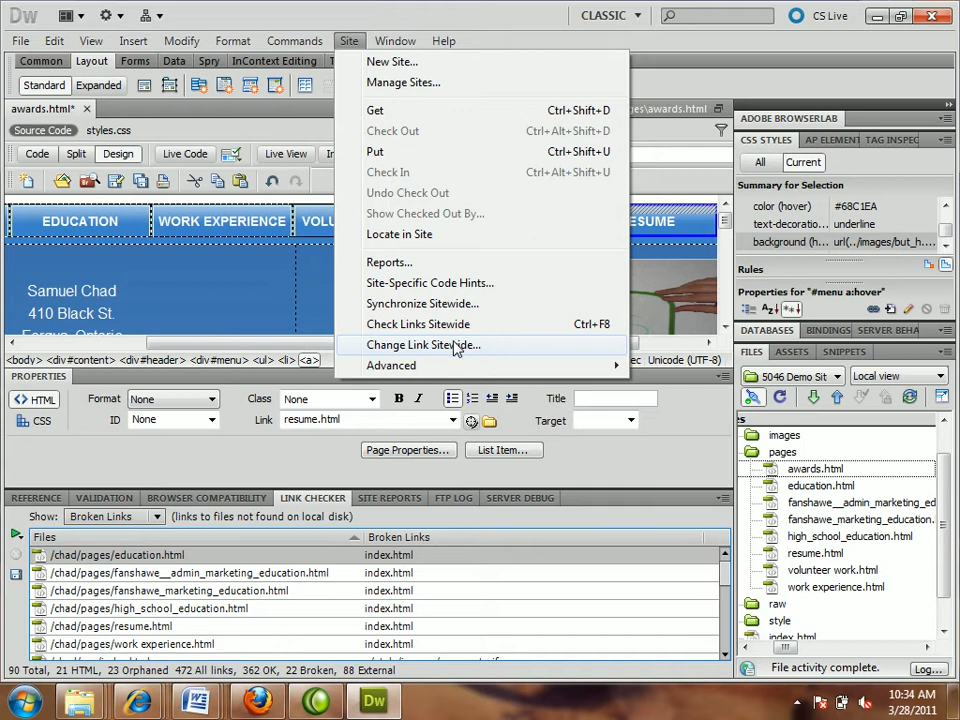 Dw CLASSIC CS Live
File Edit View Insert Modify Format Commands Site Window Help
Common Layout Forms Data Spry InContext Editing
Standard Expanded
awards.html*
\awards.html
Source Code styles.css
Code Split Design Live Code Live View
EDUCATION WORK EXPERIENCE
Samuel Chad
410 Black St.
Fergus, Ontario
New Site...
Manage Sites...
Get Ctrl+Shift+D
Check Out Ctrl+Alt+Shift+D
Put Ctrl+Shift+U
Check In Ctrl+Alt+Shift+U
Undo Check Out
Show Checked Out By...
Locate in Site
Reports...
Site-Specific Code Hints...
Synchronize Sitewide...
Check Links Sitewide Ctrl+F8
Change Link Sitewide...
Advanced
<body> <div#content> <div#header> <div#menu> <ul> <li> <a> Unicode (UTF-8)
PROPERTIES
HTML Format None Class None B I Title
CSS ID None Link resume.html Target
Page Properties... List Item...
REFERENCE VALIDATION BROWSER COMPATIBILITY LINK CHECKER SITE REPORTS FTP LOG SERVER DEBUG
Show: Broken Links (links to files not found on local disk)
Files Broken Links
/chad/pages/education.html index.html
/chad/pages/fanshawe__admin_marketing_education.html index.html
/chad/pages/fanshawe_marketing_education.html index.html
/chad/pages/high_school_education.html index.html
/chad/pages/resume.html index.html
/chad/pages/work experience.html index.html
90 Total, 21 HTML, 23 Orphaned 472 All links, 362 OK, 22 Broken, 88 External
ADOBE BROWSERLAB
CSS STYLES AP ELEMENT TAG INSPECT
All Current
Summary for Selection
color (hover) #68C1EA
text-decoratio... underline
background (h... url(../images/but_h...
Rules
Properties for "#menu a:hover"
DATABASES BINDINGS SERVER BEHA
FILES ASSETS SNIPPETS
5046 Demo Sit Local view
images
pages
awards.html
education.html
fanshawe__admin_marketing_ed
fanshawe_marketing_education.
high_school_education.html
resume.html
volunteer work.html
work experience.html
raw
style
index.html
File activity complete. Log...
10:34 AM
3/28/2011